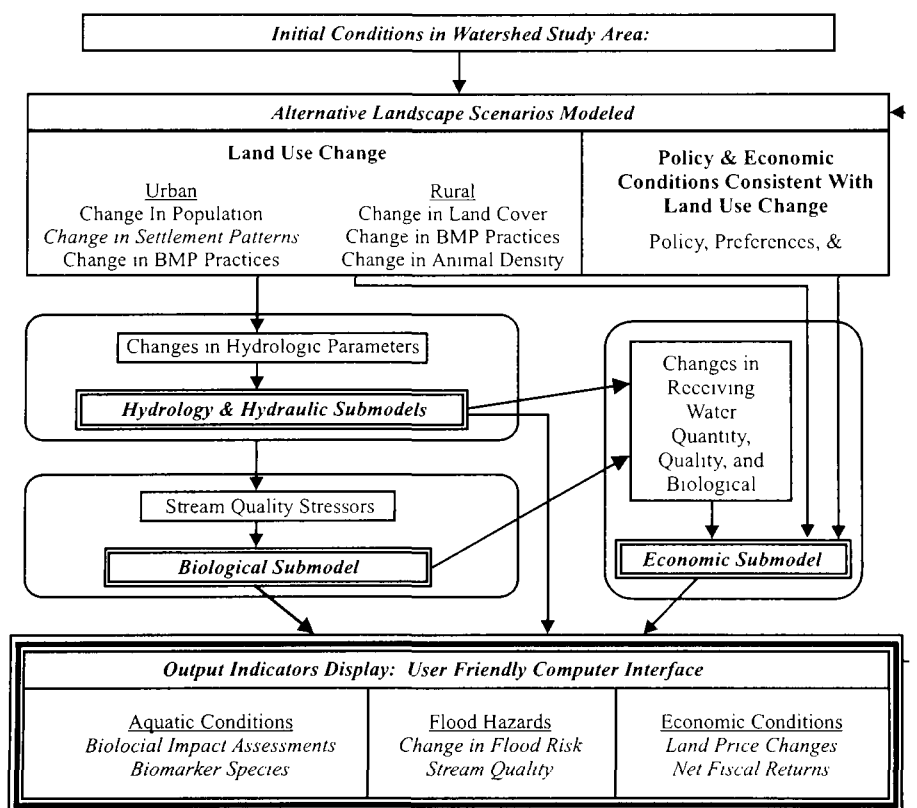 Initial Conditions in Watershed Study Area:
Alternative Landscape Scenarios Modeled
Land Use Change
Urban
Change In Population
Change in Settlement Patterns
Change in BMP Practices
Rural
Change in Land Cover
Change in BMP Practices
Change in Animal Density
Policy & Economic
Conditions Consistent With
Land Use Change
Policy, Preferences, &
Changes in Hydrologic Parameters
Hydrology & Hydraulic Submodels
Changes in
Receiving
Water
Quantity,
Quality, and
Biological
Stream Quality Stressors
Biological Submodel
Economic Submodel
Output Indicators Display: User Friendly Computer Interface
Aquatic Conditions
Biolocial Impact Assessments
Biomarker Species
Flood Hazards
Change in Flood Risk
Stream Quality
Economic Conditions
Land Price Changes
Net Fiscal Returns